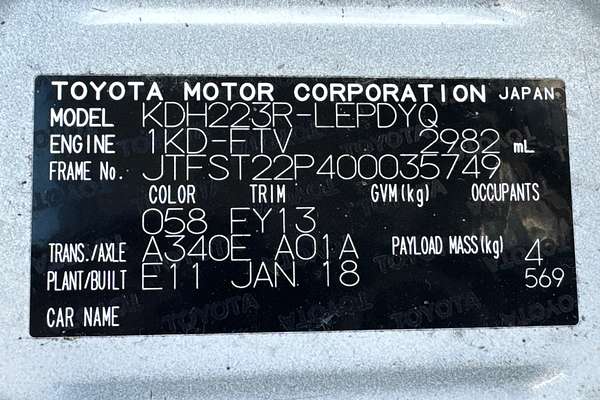 TOYOTA MOTOR CORPORATION JAPAN
MODEL KDH223R-LEPDYQ
ENGINE 1KD-FTV 2982 mL
FRAME No. JTFST22P400035749
COLOR TRIM GVM(kg) OCCUPANTS
058 FY13
TRANS./AXLE A340E A01A PAYLOAD MASS(kg) 4
PLANT/BUILT E11 JAN 18 569
CAR NAME